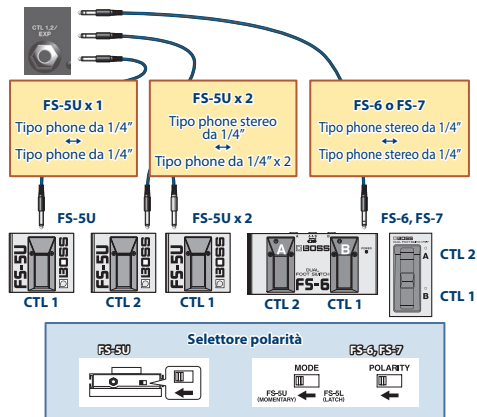 CTL 1,2/
EXP
FS-5U x 1
Tipo phone da 1/4”
↔
Tipo phone da 1/4”
FS-5U x 2
Tipo phone stereo
da 1/4”
↔
Tipo phone da 1/4” x 2
FS-6 o FS-7
Tipo phone stereo da 1/4”
↔
Tipo phone stereo da 1/4”
FS-5U
FS-5U x 2
FS-6, FS-7
FS-5U
BOSS
CTL 1
FS-5U
BOSS
CTL 2
FS-5U
BOSS
CTL 1
A
B
BOSS
DUAL
FOOT SWITCH
FS-6
CTL 2
CTL 1
BOSS
A
B
CTL 2
CTL 1
Selettore polarità
FS-5U
FS-6, FS-7
MODE
POLARITY
FS-5U
(MOMENTARY)
FS-5L
(LATCH)